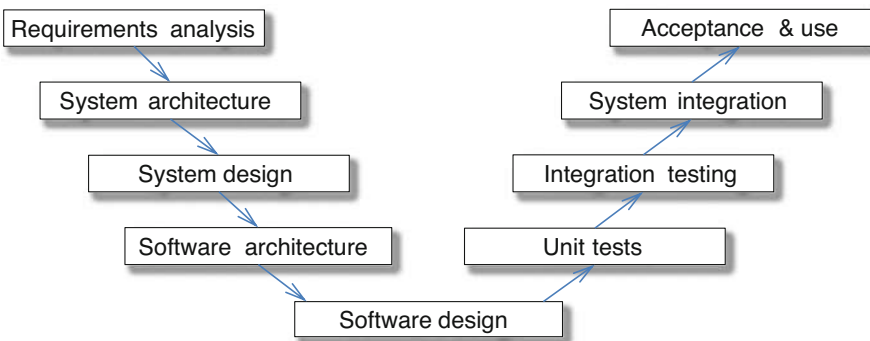 Requirements analysis
Acceptance & use
System architecture
System integration
System design
Integration testing
Software architecture
Unit tests
Software design